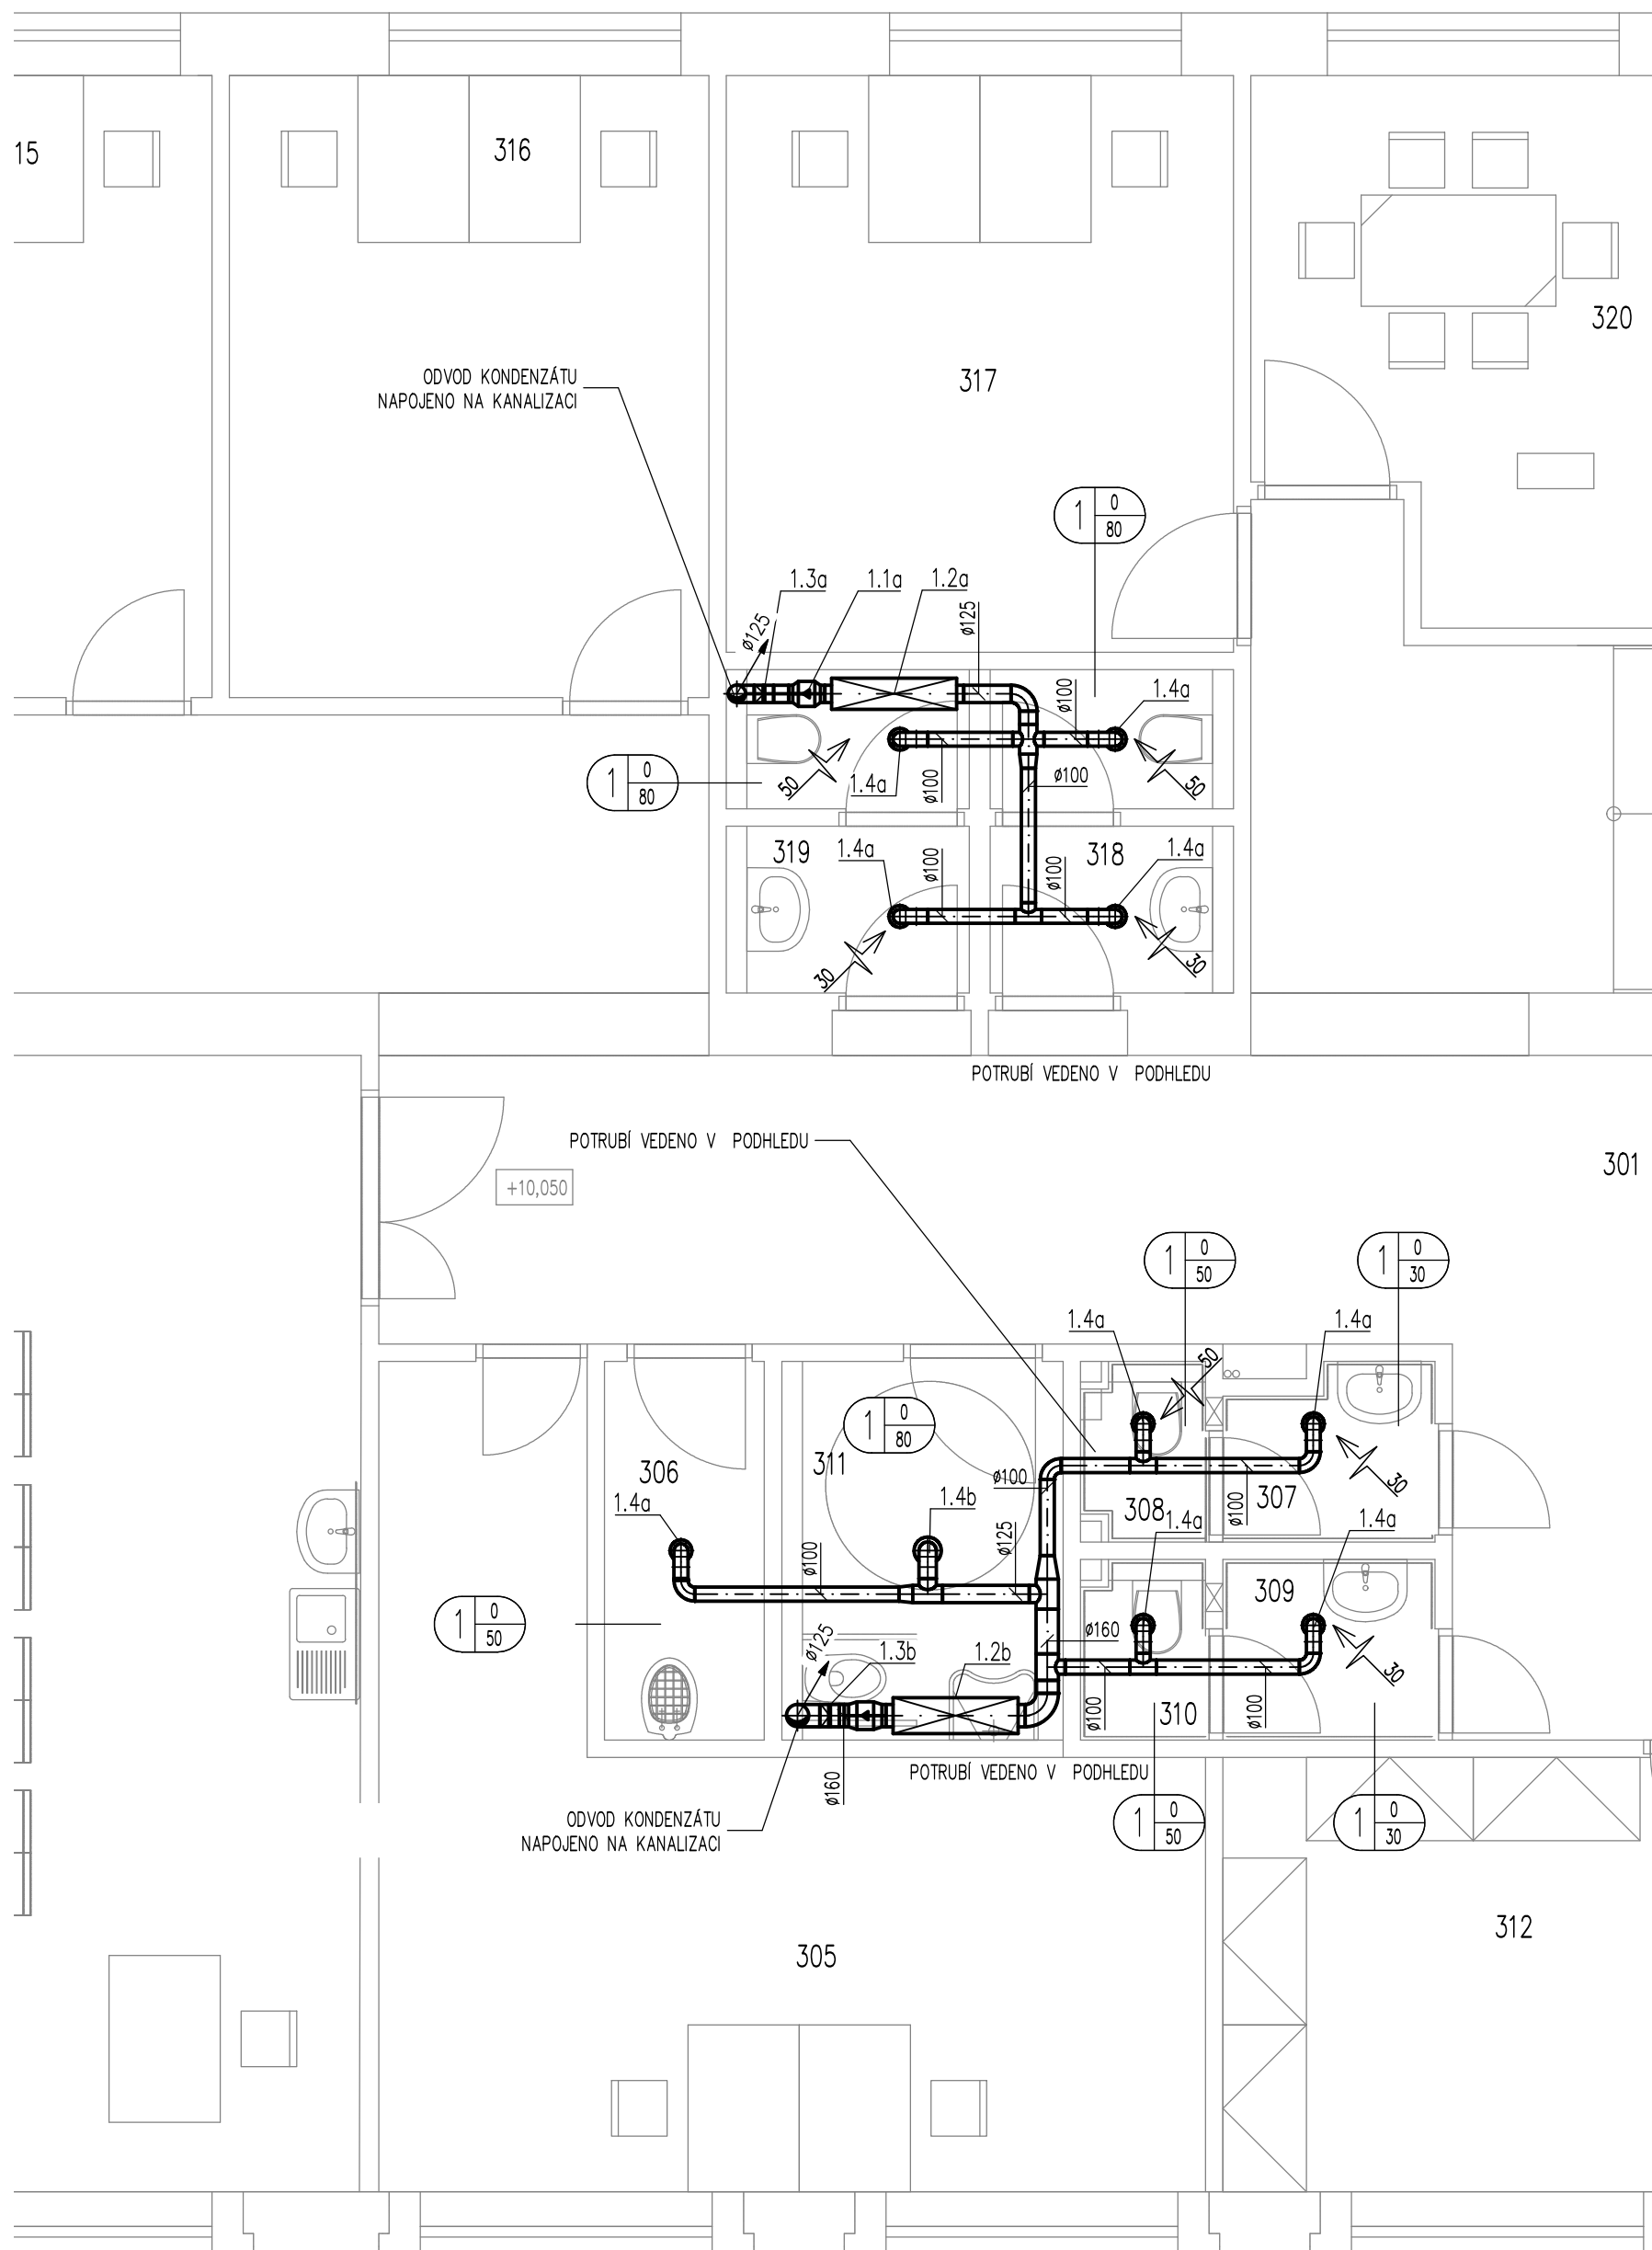 15
316
320
ODVOD KONDENZÁTU
NAPOJENO NA KANALIZACI
317
1
0
80
1.3a
1.1a
1.2a
ø125
ø125
ø100
1.4a
1
0
80
50
1.4a
ø100
ø100
50
319
1.4a
ø100
ø100
318
1.4a
30
30
POTRUBÍ VEDENO V PODHLEDU
POTRUBÍ VEDENO V PODHLEDU
301
+10,050
1
0
50
1
0
30
1.4a
50
1.4a
1
0
80
306
311
ø100
30
1.4a
1.4b
308
1.4a
307
ø100
1.4a
ø125
ø100
309
1
0
50
ø125
1.3b
1.2b
ø160
30
ø100
310
ø100
ø160
POTRUBÍ VEDENO V PODHLEDU
ODVOD KONDENZÁTU
NAPOJENO NA KANALIZACI
1
0
50
1
0
30
305
312